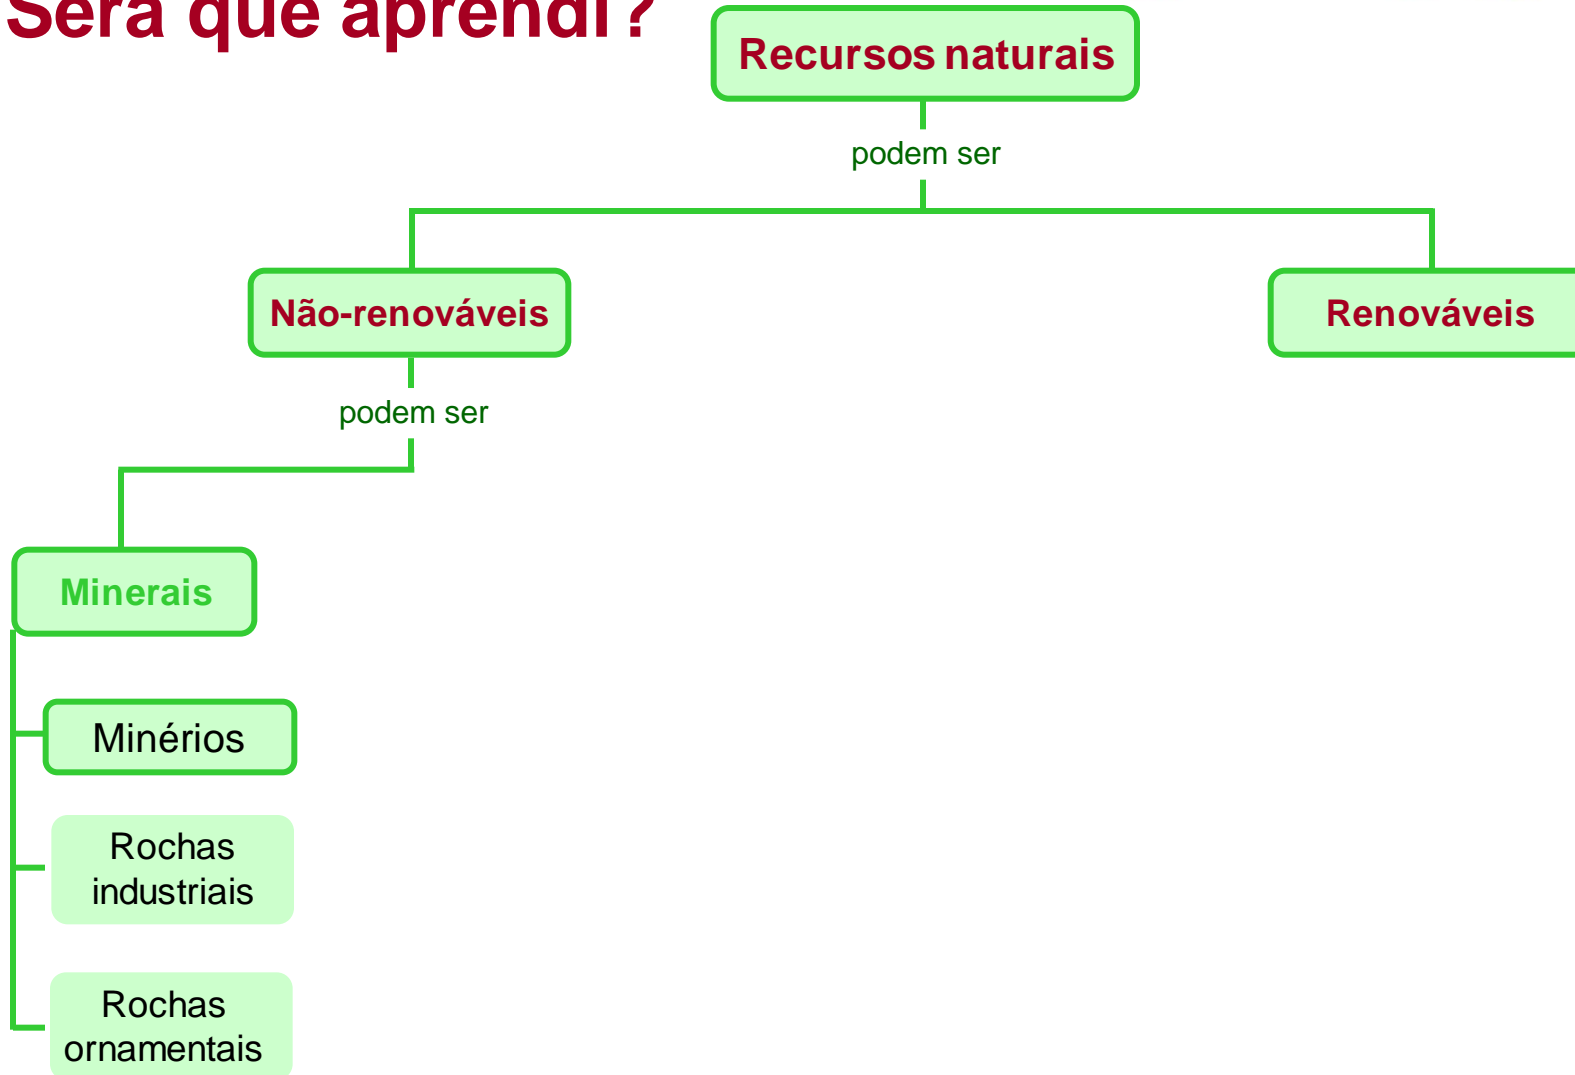 Será que aprendi?
Recursos naturais
podem ser
Não-renováveis
Renováveis
podem ser
Minerais
Minérios
Rochas
industriais
Rochas
ornamentais